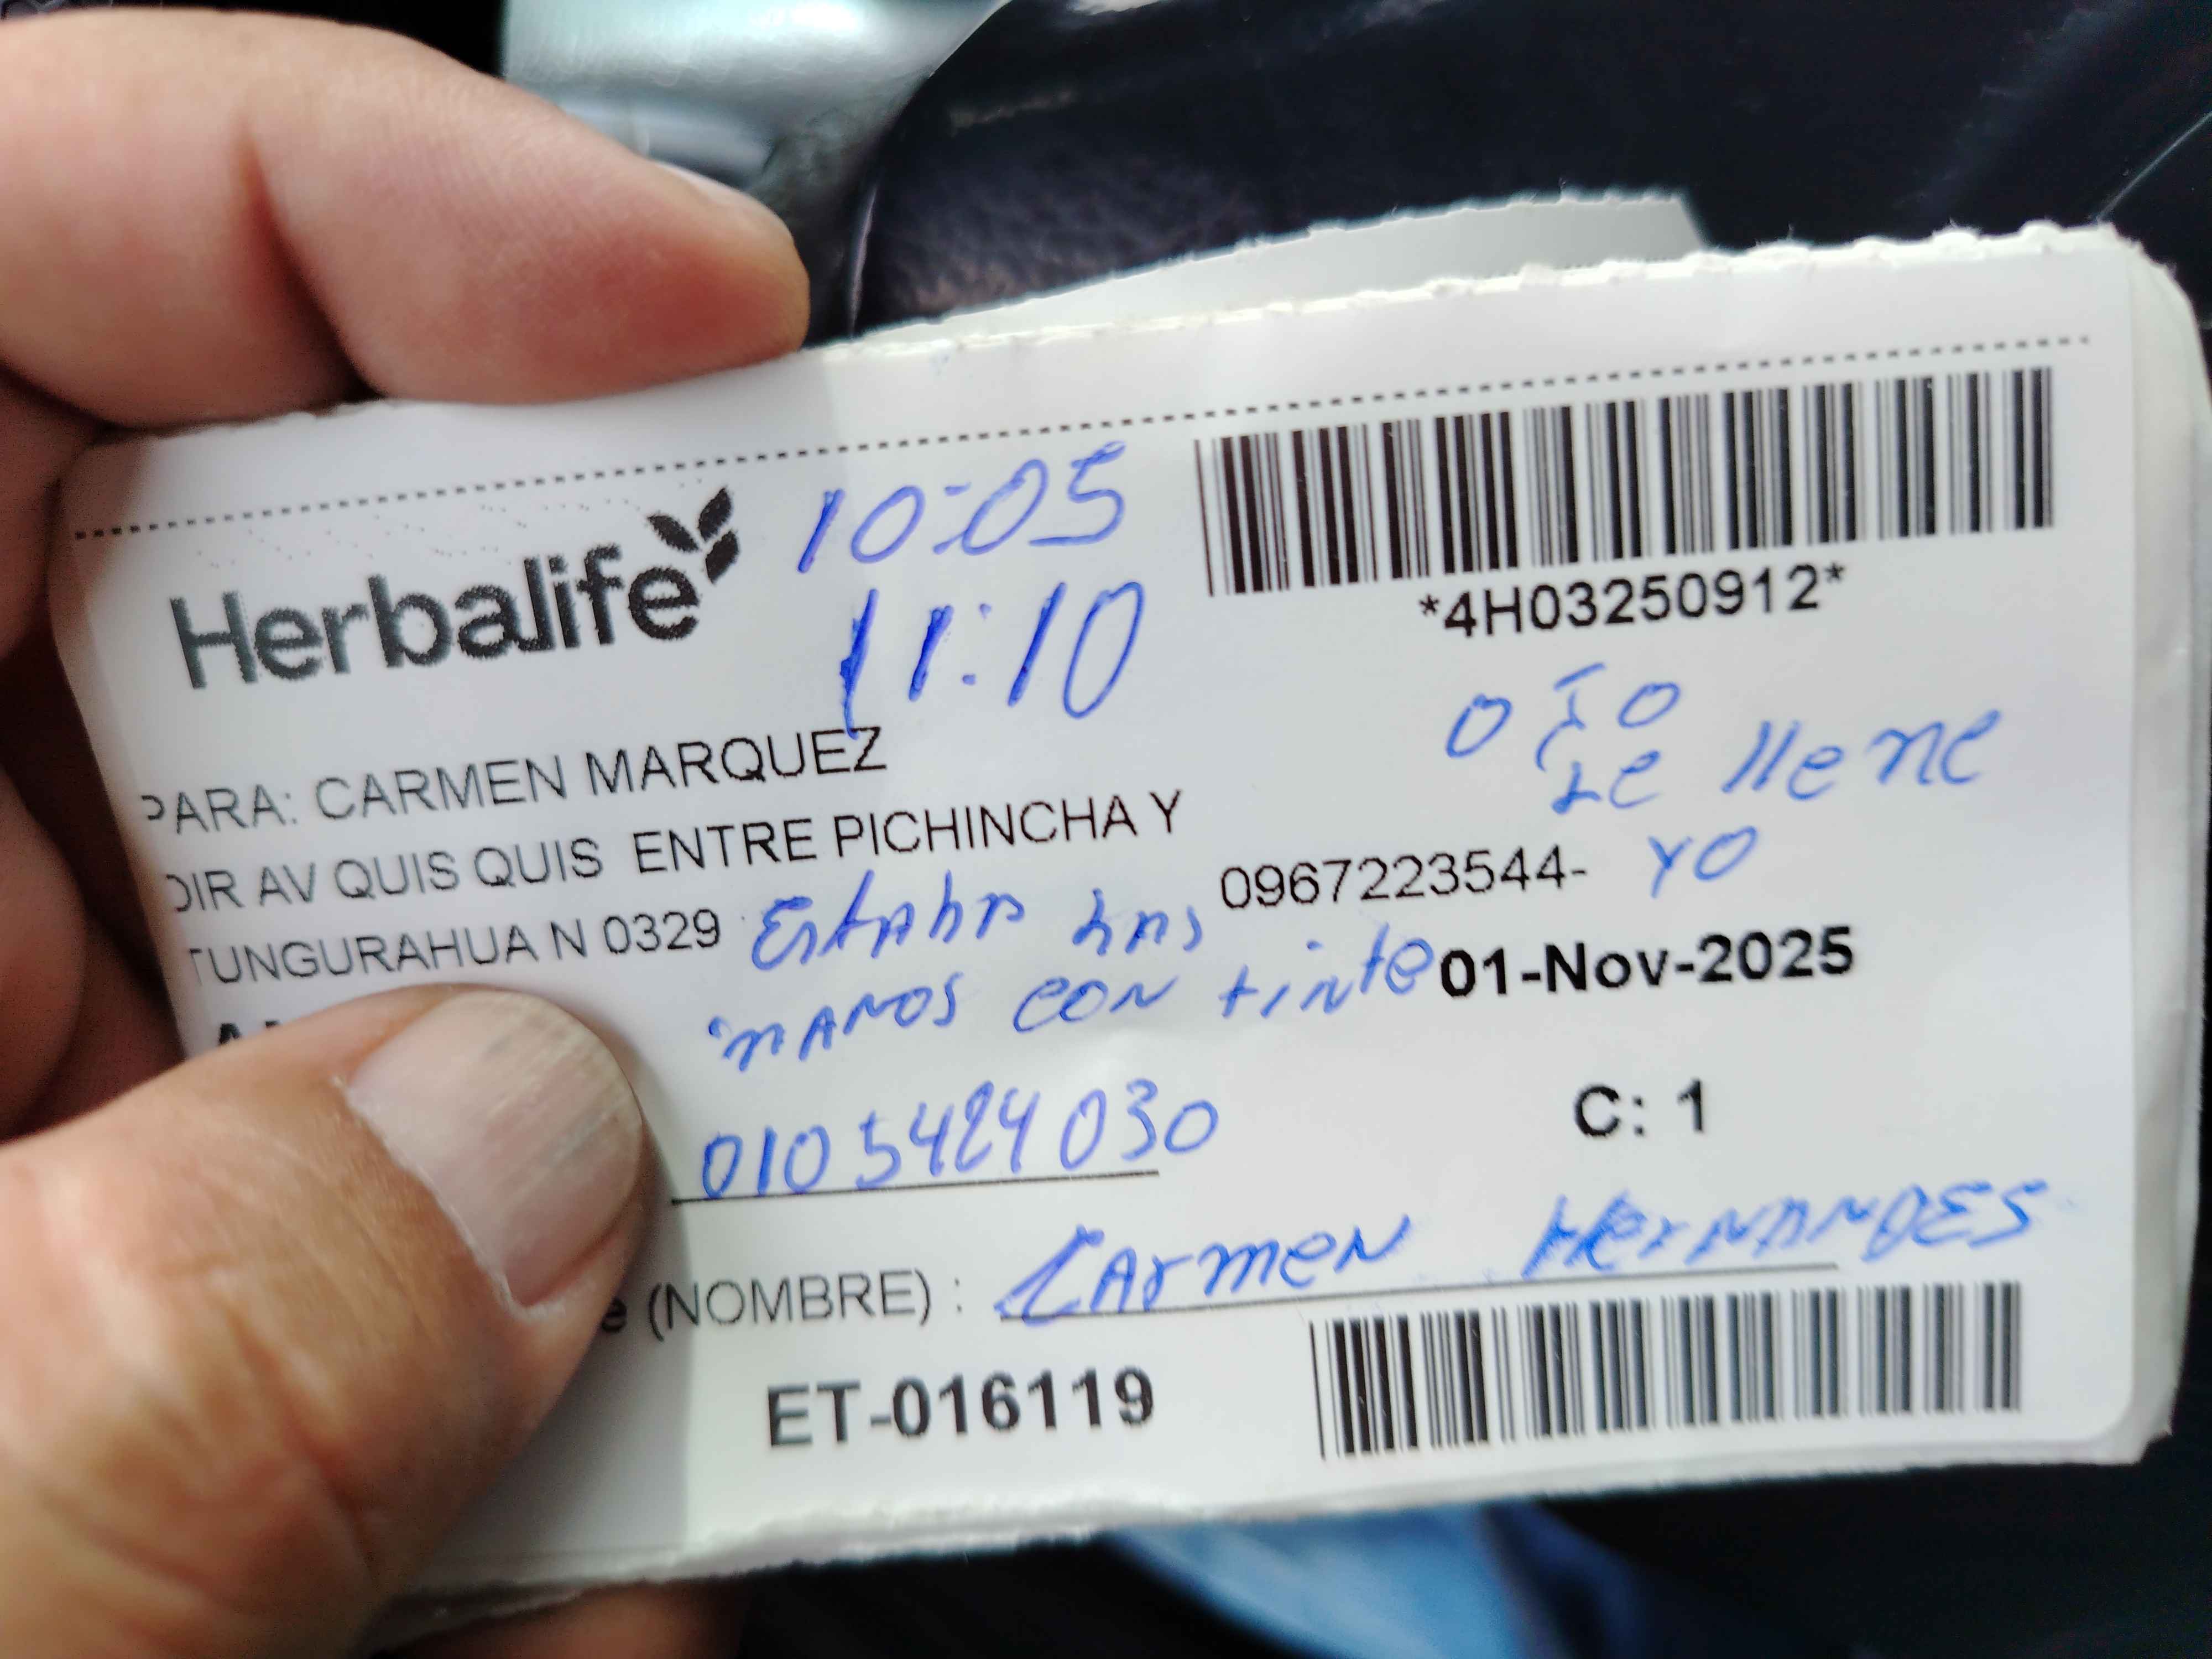 Herbalife
10:05
11:10
*4H03250912*
OJO
Le llene
YO
PARA: CARMEN MARQUEZ
DIR AV QUIS QUIS ENTRE PICHINCHA Y
0967223544-
TUNGURAHUA N 0329
EstAbA LAS
MANOS CON tinte
01-Nov-2025
0105424030
C: 1
e (NOMBRE) : CArmeN HerNANDES
ET-016119